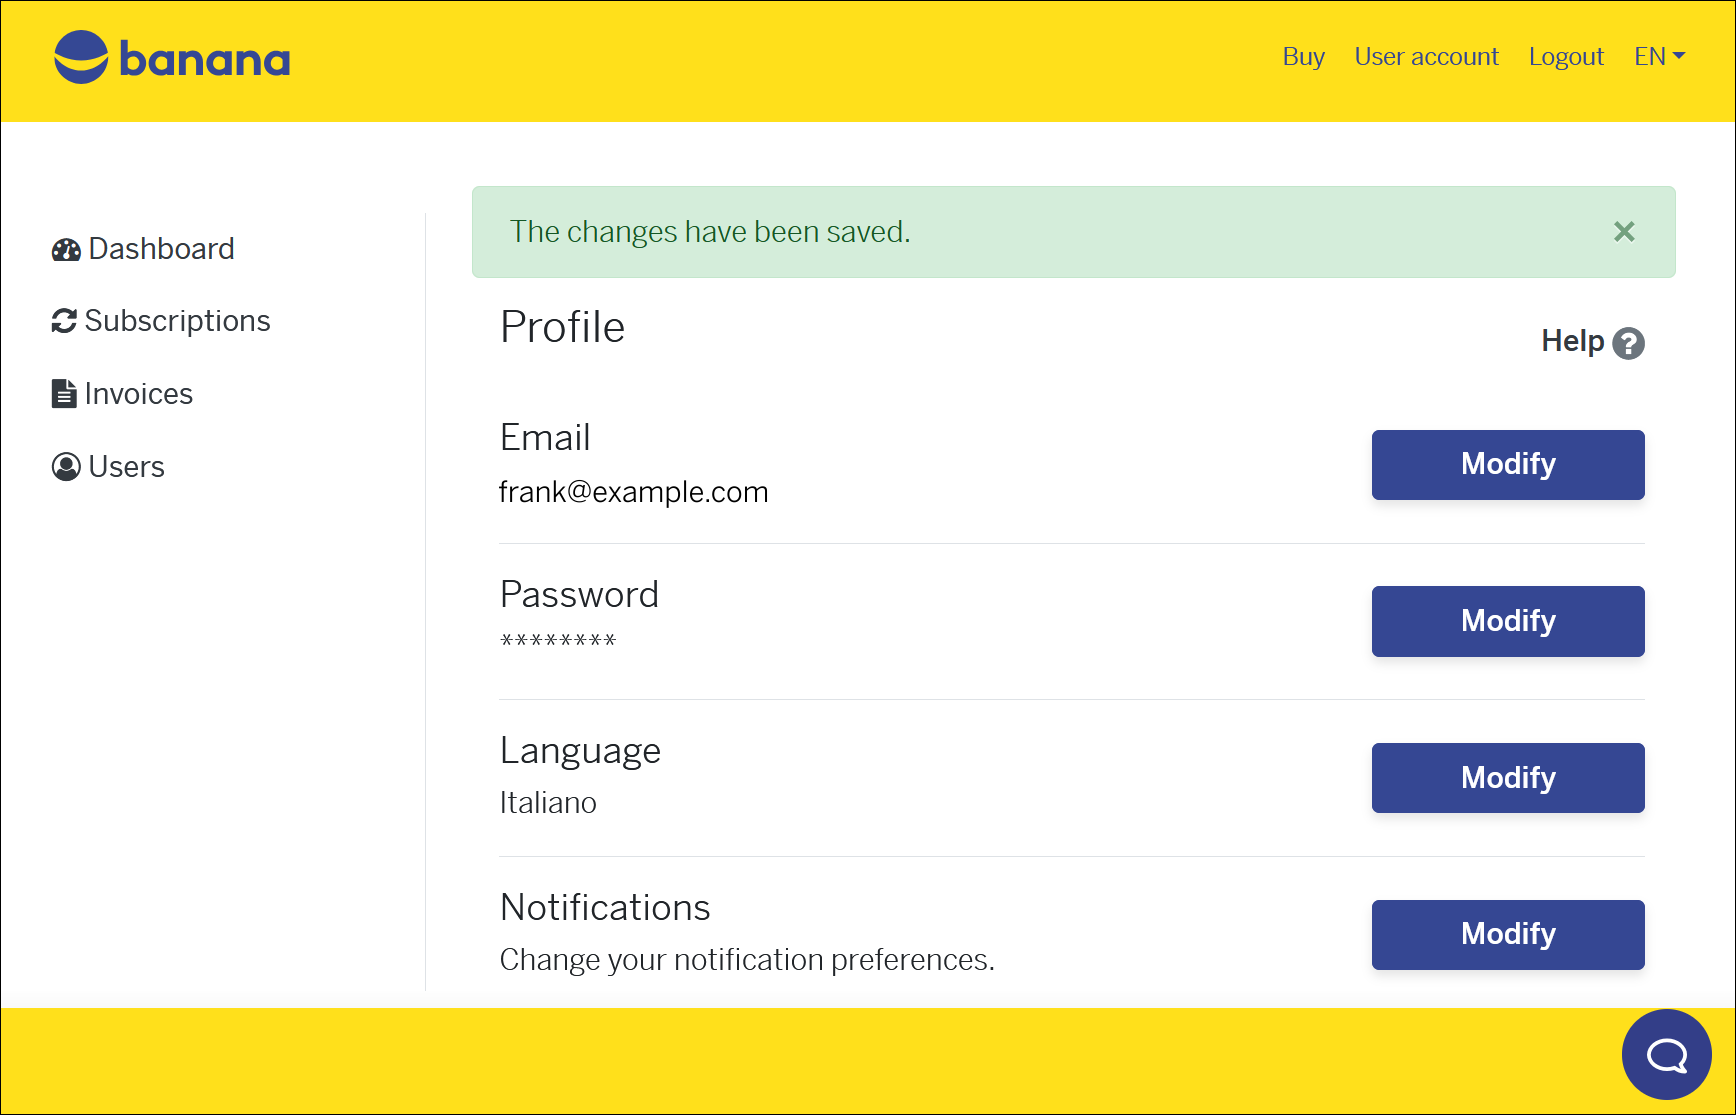 banana
Buy User account Logout EN
Dashboard
Subscriptions
Invoices
Users
The changes have been saved. ×
Profile
Help ?
Email
frank@example.com
Modify
Password
********
Modify
Language
Italiano
Modify
Notifications
Change your notification preferences.
Modify